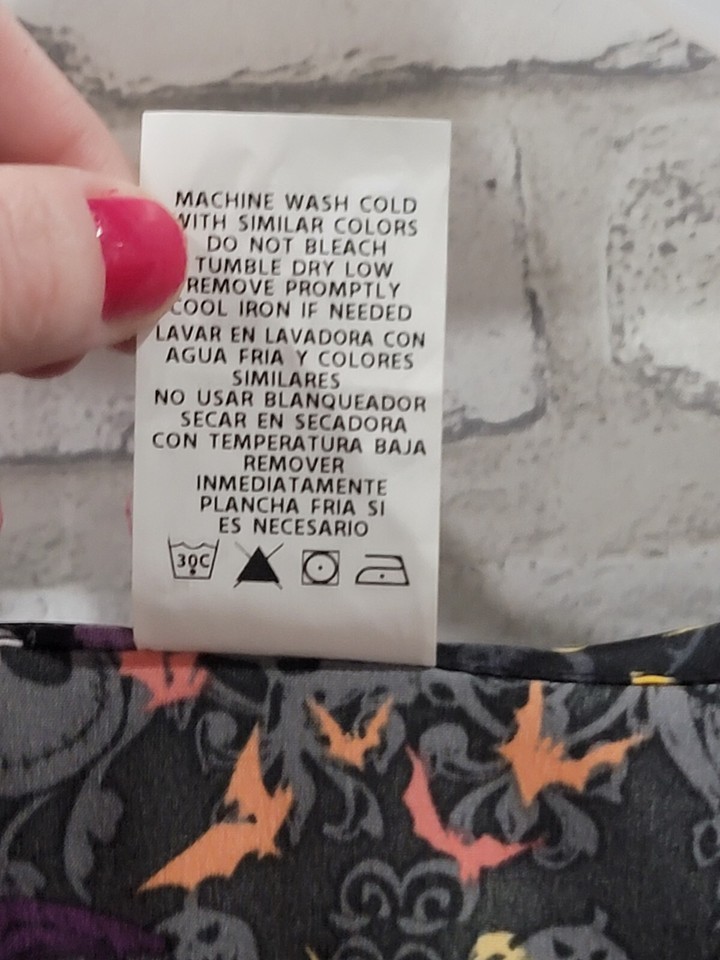 MACHINE WASH COLD
WITH SIMILAR COLORS
DO NOT BLEACH
TUMBLE DRY LOW
REMOVE PROMPTLY
COOL IRON IF NEEDED
LAVAR EN LAVADORA CON
AGUA FRIA Y COLORES
SIMILARES
NO USAR BLANQUEADOR
SECAR EN SECADORA
CON TEMPERATURA BAJA
REMOVER
INMEDIATAMENTE
PLANCHA FRIA SI
ES NECESARIO
30C